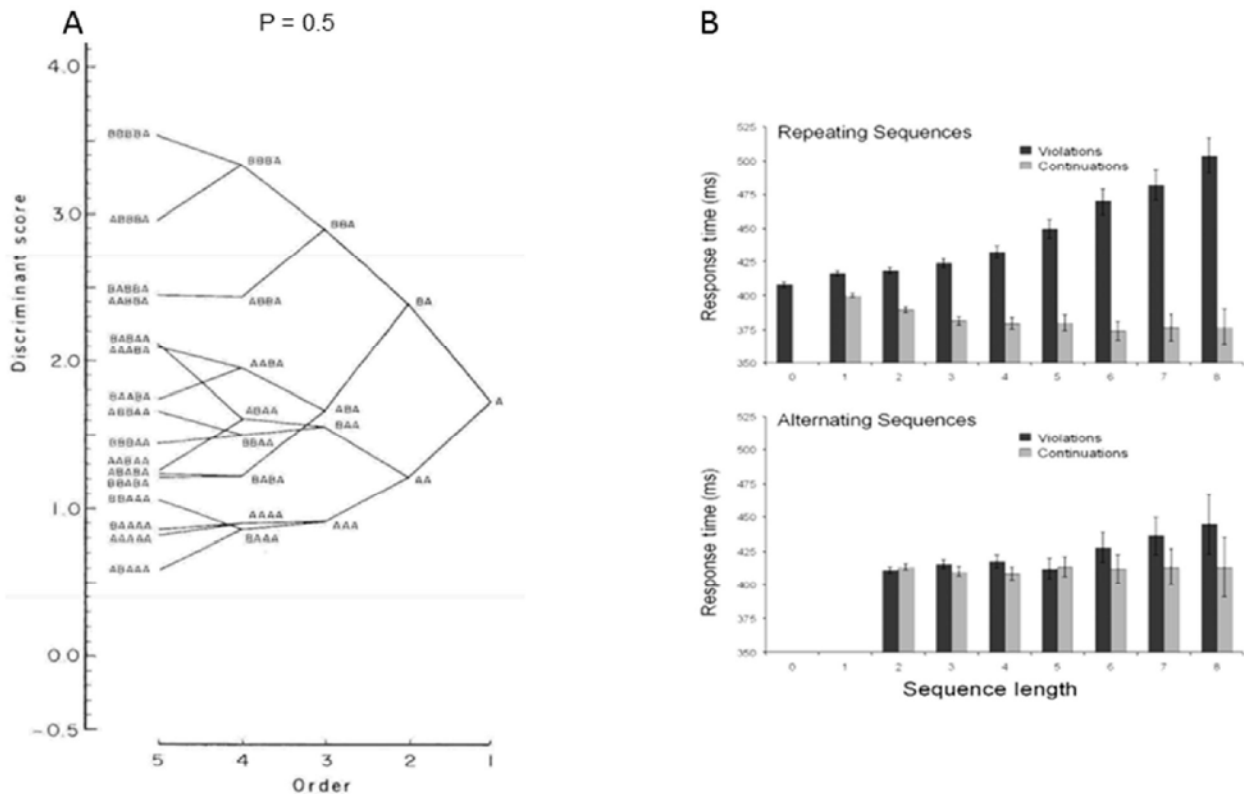 A
P = 0.5
4.0
3.0
2.0
1.0
0.0
-0.5
Discriminant score
BBBBA
ABBBA
BABBA
AABBA
BABAA
AAABA
BAABA
ABBAA
BBBAA
AABAA
ABABA
BBABA
BBAAA
BAAAA
AAAAA
ABAAA
BBBA
ABBA
AABA
ABAA
BBAA
BABA
AAAA
BAAA
BBA
ABA
BAA
AAA
BA
AA
A
5 4 3 2 1
Order
B
Repeating Sequences
Violations
Continuations
Response time (ms)
525
500
475
450
425
400
375
350
0 1 2 3 4 5 6 7 8
Alternating Sequences
Violations
Continuations
Response time (ms)
525
500
475
450
425
400
375
350
0 1 2 3 4 5 6 7 8
Sequence length